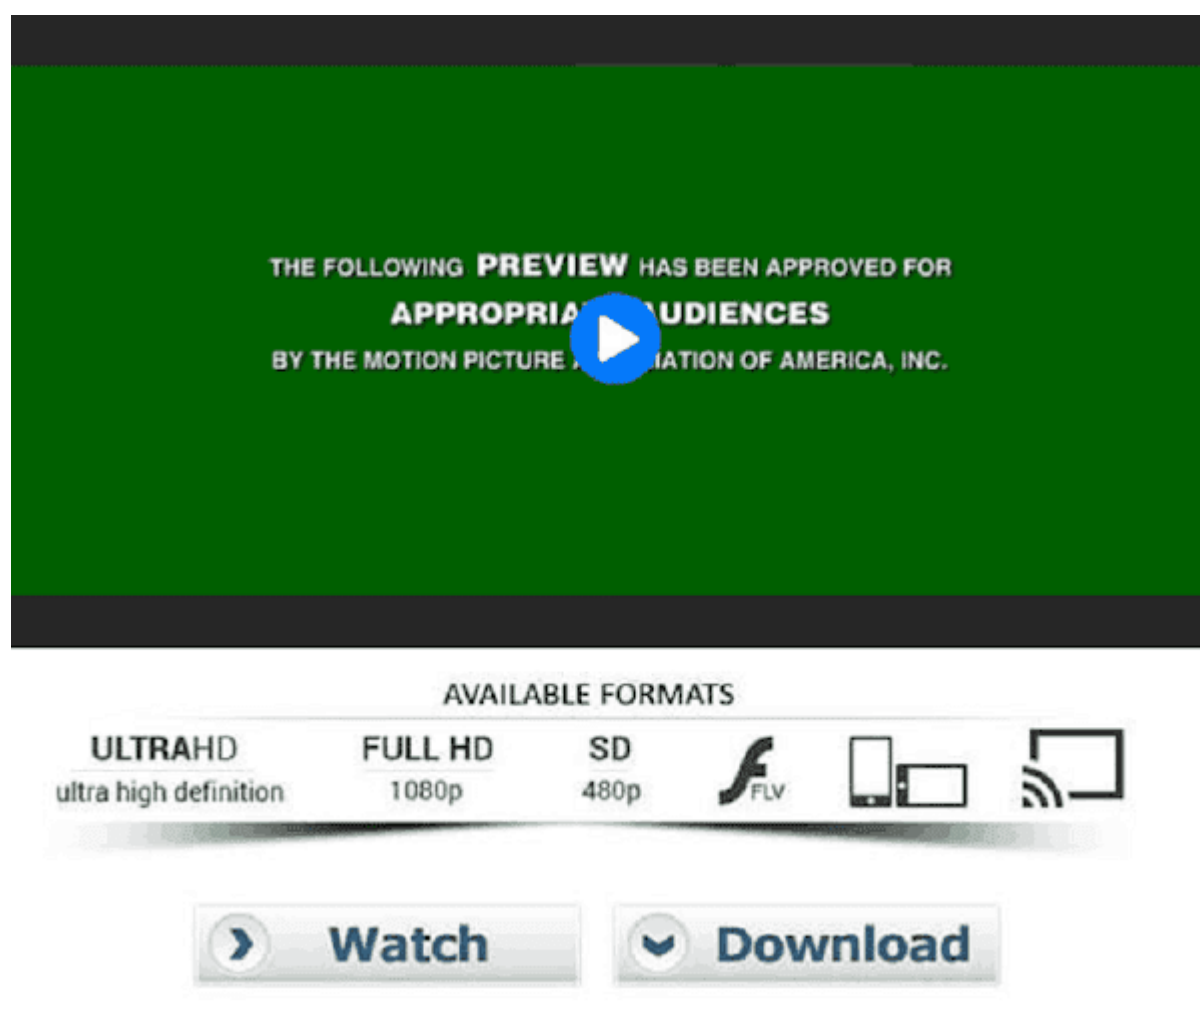 THE FOLLOWING PREVIEW HAS BEEN APPROVED FOR
APPROPRIA UDIENCES
BY THE MOTION PICTURE IATION OF AMERICA, INC.
AVAILABLE FORMATS
ULTRAHD FULL HD SD
ultra high definition 1080p 480p FLV
Watch Download